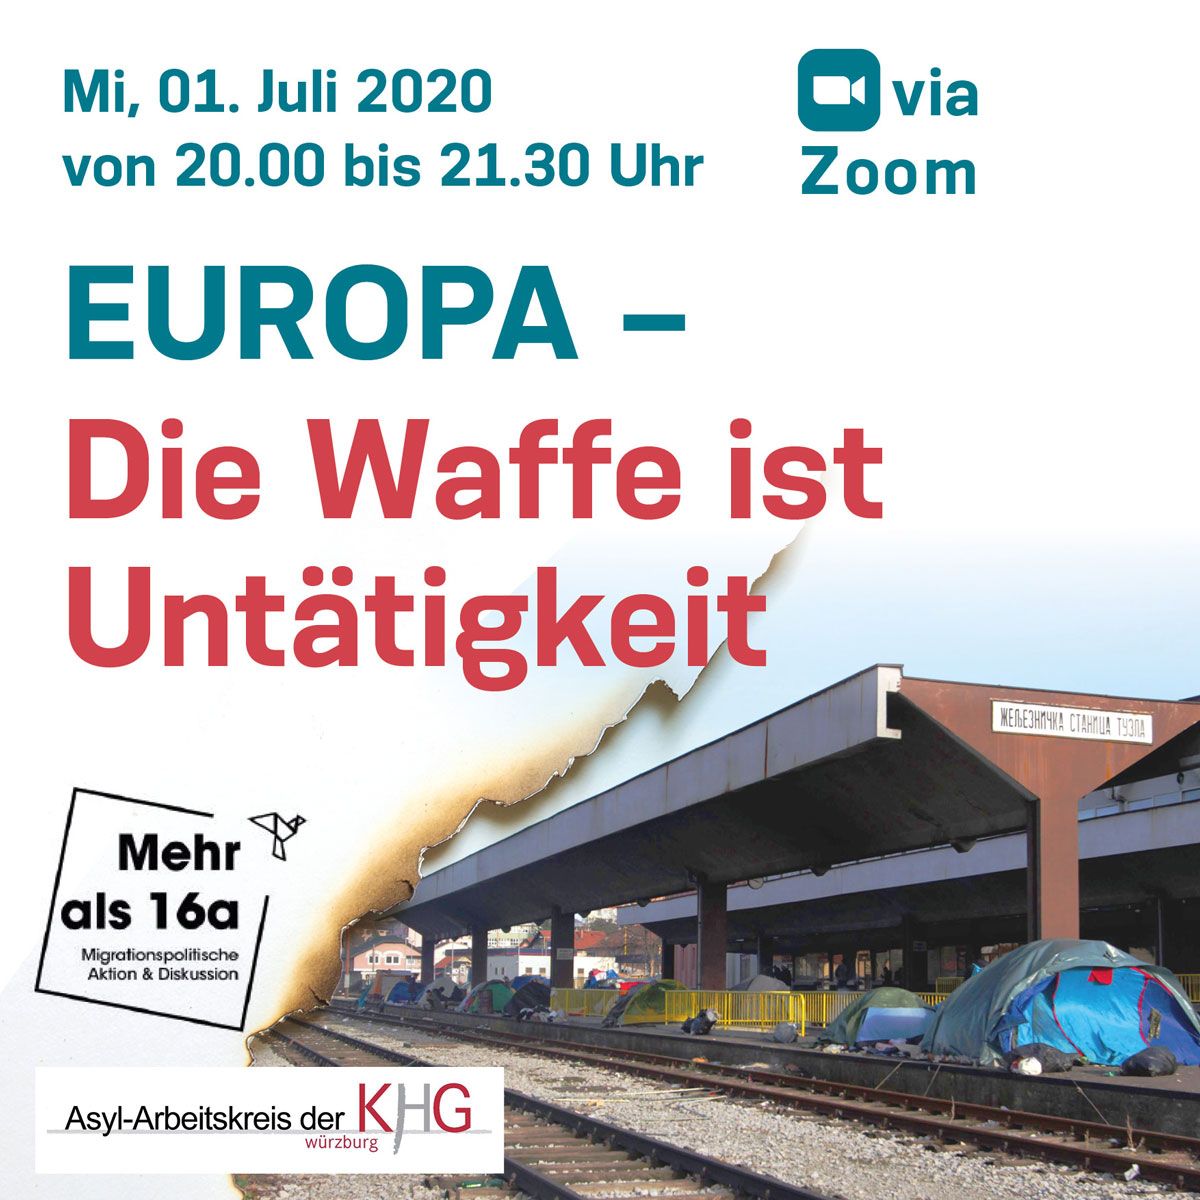 Mi, 01. Juli 2020
von 20.00 bis 21.30 Uhr
via
Zoom
EUROPA –
Die Waffe ist
Untätigkeit
ЖЕЉЕЗНИЧКА СТАНИЦА ТУЗЛА
Mehr
als 16a
Migrationspolitische
Aktion & Diskussion
Asyl-Arbeitskreis der KHG
würzburg